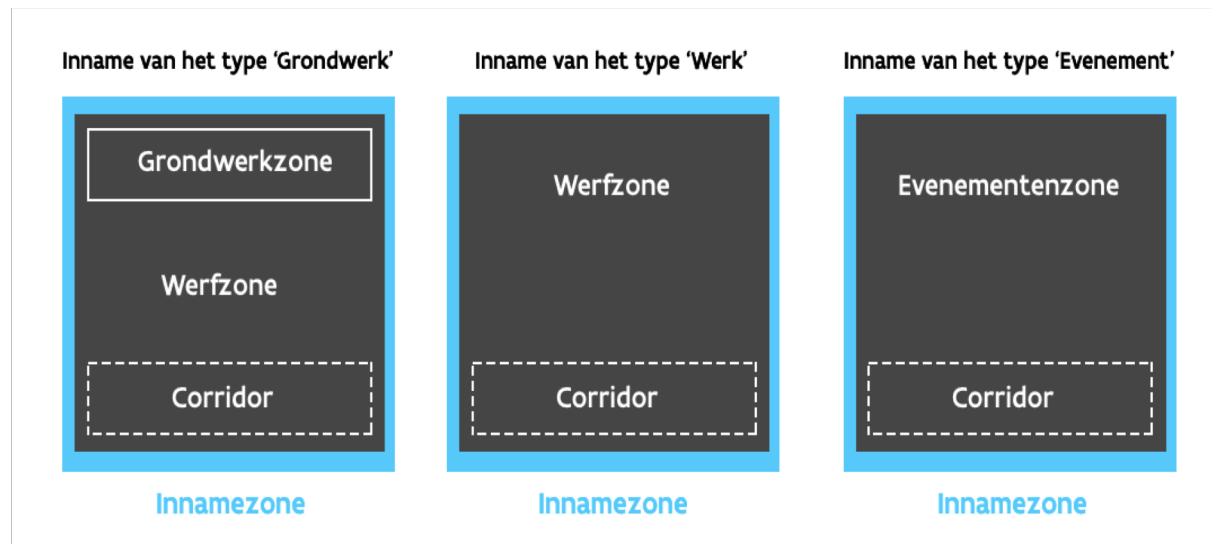 Inname van het type ‘Grondwerk’
Grondwerkzone
Werfzone
Corridor
Innamezone
Inname van het type ‘Werk’
Werfzone
Corridor
Innamezone
Inname van het type ‘Evenement’
Evenementenzone
Corridor
Innamezone